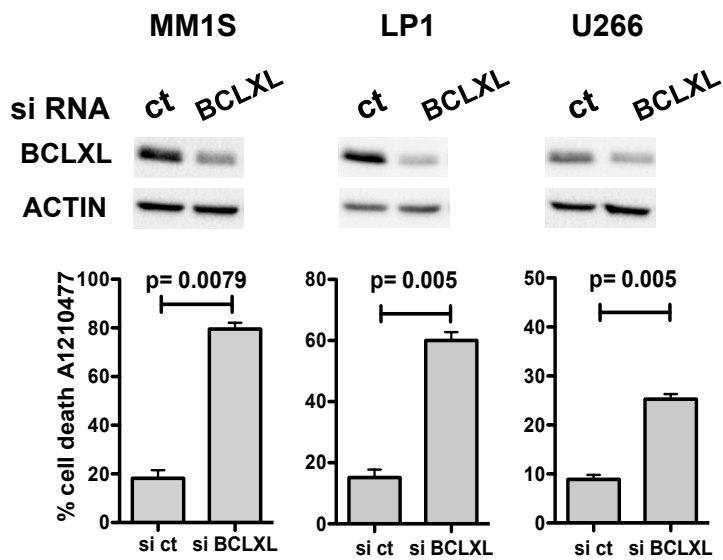 MM1S LP1 U266
si RNA ct BCLXL ct BCLXL ct BCLXL
BCLXL
ACTIN
% cell death A1210477
100
80
60
40
20
0
p= 0.0079
si ct si BCLXL
80
60
40
20
0
p= 0.005
si ct si BCLXL
50
40
30
20
10
0
p= 0.005
si ct si BCLXL